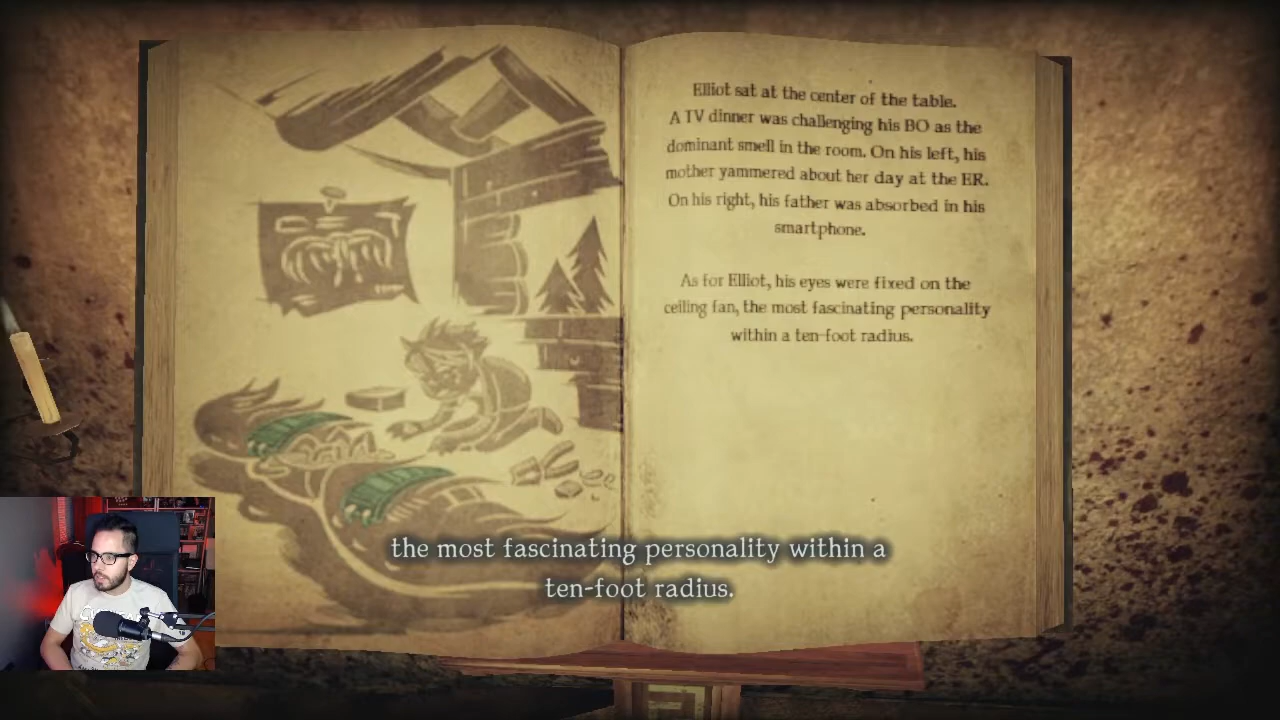 Elliot sat at the center of the table.
A TV dinner was challenging his BO as the
dominant smell in the room. On his left, his
mother yammered about her day at the ER.
On his right, his father was absorbed in his
smartphone.
As for Elliot, his eyes were fixed on the
ceiling fan, the most fascinating personality
within a ten-foot radius.
the most fascinating personality within a
ten-foot radius.